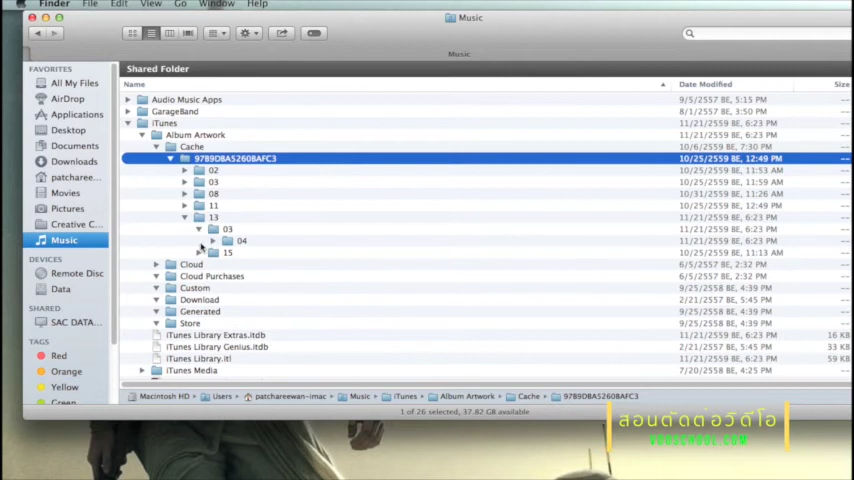 Finder File Edit View Go Window Help
Music
Music
Shared Folder
Name Date Modified Size
FAVORITES
All My Files
AirDrop
Applications
Desktop
Documents
Downloads
patcharee...
Movies
Pictures
Creative C...
Music
DEVICES
Remote Disc
Data
SHARED
SAC DATA...
TAGS
Red
Orange
Yellow
Green
Audio Music Apps 9/5/2557 BE, 5:15 PM --
GarageBand 8/1/2557 BE, 3:50 PM --
iTunes 11/21/2559 BE, 6:23 PM --
Album Artwork 11/21/2559 BE, 6:23 PM --
Cache 10/6/2559 BE, 7:30 PM --
97B9D8A5260BAFC3 10/25/2559 BE, 12:49 PM --
02 10/25/2559 BE, 11:53 AM --
03 10/25/2559 BE, 11:59 AM --
08 10/31/2559 BE, 11:26 AM --
11 10/25/2559 BE, 12:49 PM --
13 11/21/2559 BE, 6:23 PM --
03 11/21/2559 BE, 6:23 PM --
04 11/21/2559 BE, 6:23 PM --
15 10/25/2559 BE, 11:13 AM --
Cloud 6/5/2557 BE, 2:32 PM --
Cloud Purchases 6/5/2557 BE, 2:32 PM --
Custom 9/25/2558 BE, 4:39 PM --
Download 2/21/2557 BE, 5:45 PM --
Generated 9/25/2558 BE, 4:39 PM --
Store 9/25/2558 BE, 4:39 PM --
iTunes Library Extras.itdb 11/21/2559 BE, 6:23 PM 16 KB
iTunes Library Genius.itdb 2/21/2557 BE, 5:45 PM 33 KB
iTunes Library.itl 11/21/2559 BE, 6:23 PM 59 KB
iTunes Media 7/20/2558 BE, 4:25 PM --
Macintosh HD Users patchareewan-imac Music iTunes Album Artwork Cache 97B9D8A5260BAFC3
1 of 26 selected, 37.82 GB available
สอนตัดต่อวิดีโอ
VDOSCHOOL.COM